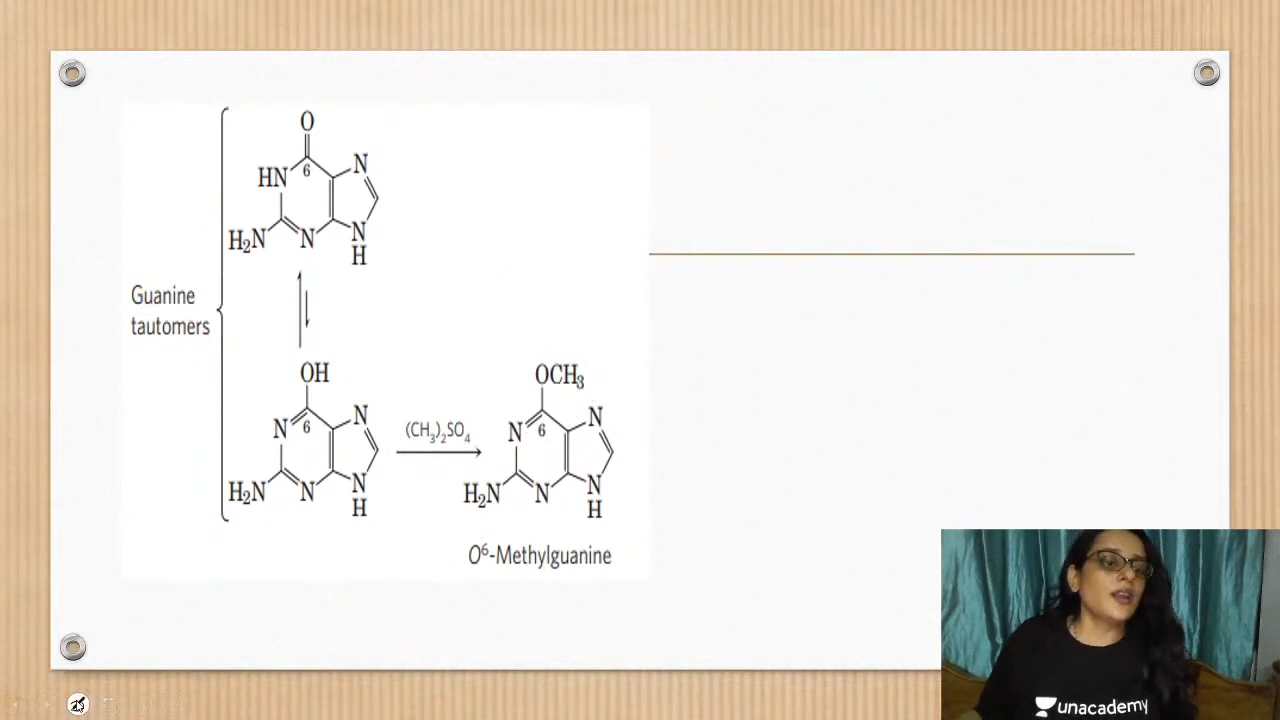 O
6
HN
N
H₂N
N
N
H
Guanine
tautomers
OH
6
N
N
H₂N
N
N
H
(CH₃)₂SO₄
OCH₃
6
N
N
H₂N
N
N
H
O⁶-Methylguanine
unacademy